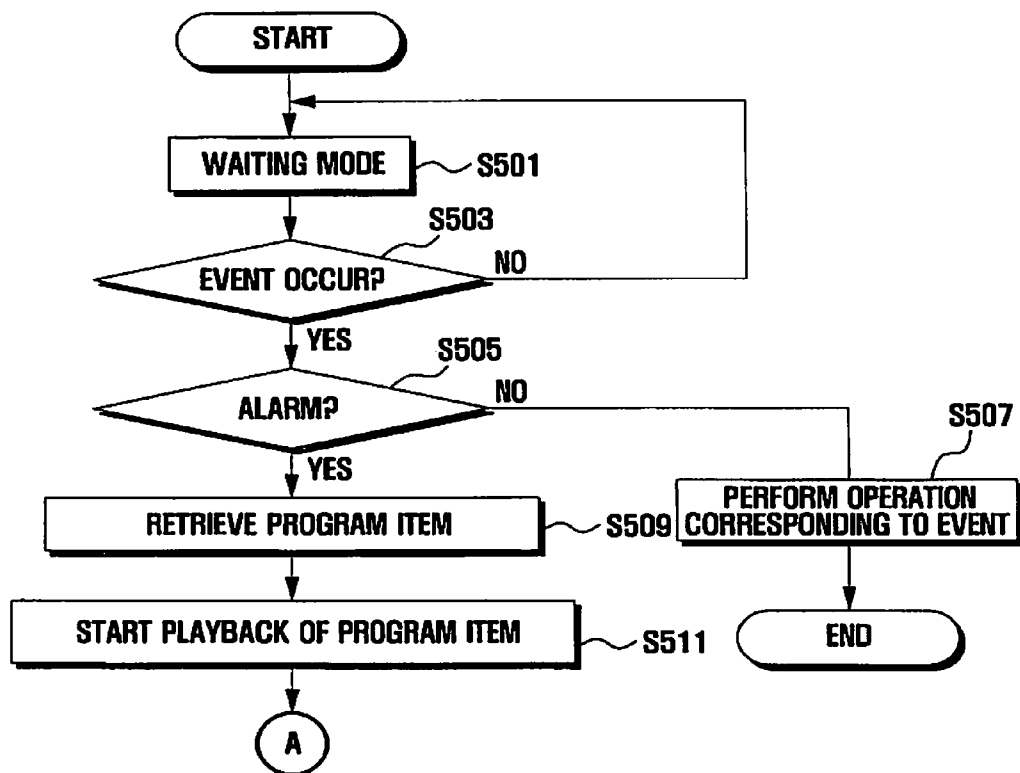 START
WAITING MODE
S501
S503
EVENT OCCUR?
NO
YES
S505
ALARM?
NO
YES
S507
RETRIEVE PROGRAM ITEM
S509
PERFORM OPERATION
CORRESPONDING TO EVENT
START PLAYBACK OF PROGRAM ITEM
S511
END
A